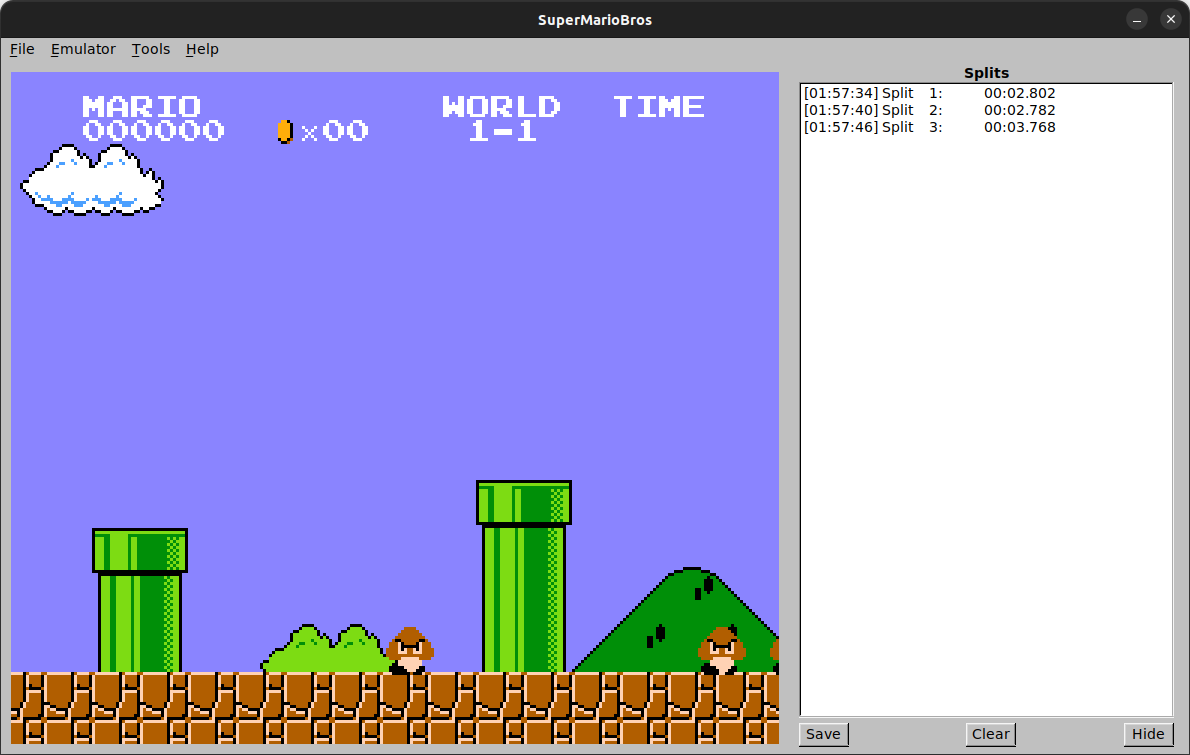 SuperMarioBros
File Emulator Tools Help
MARIO WORLD TIME
000000 x00 1-1
Splits
[01:57:34] Split 1: 00:02.802
[01:57:40] Split 2: 00:02.782
[01:57:46] Split 3: 00:03.768
Save Clear Hide